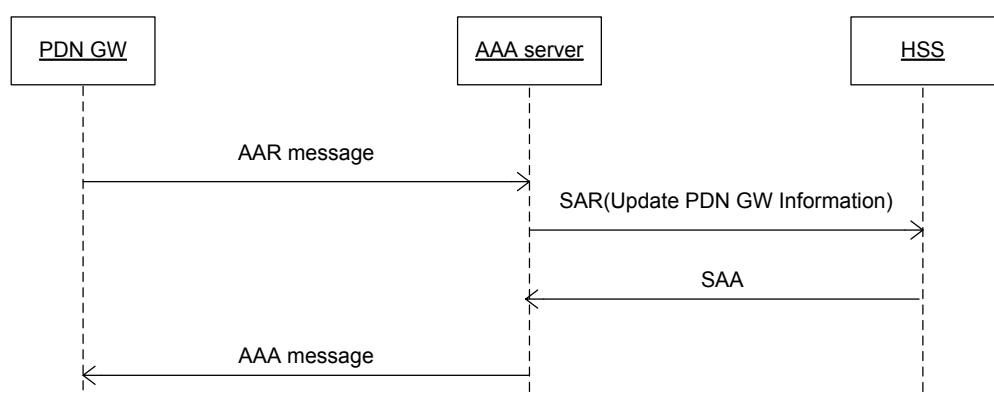 PDN GW
AAA server
HSS
AAR message
SAR(Update PDN GW Information)
SAA
AAA message